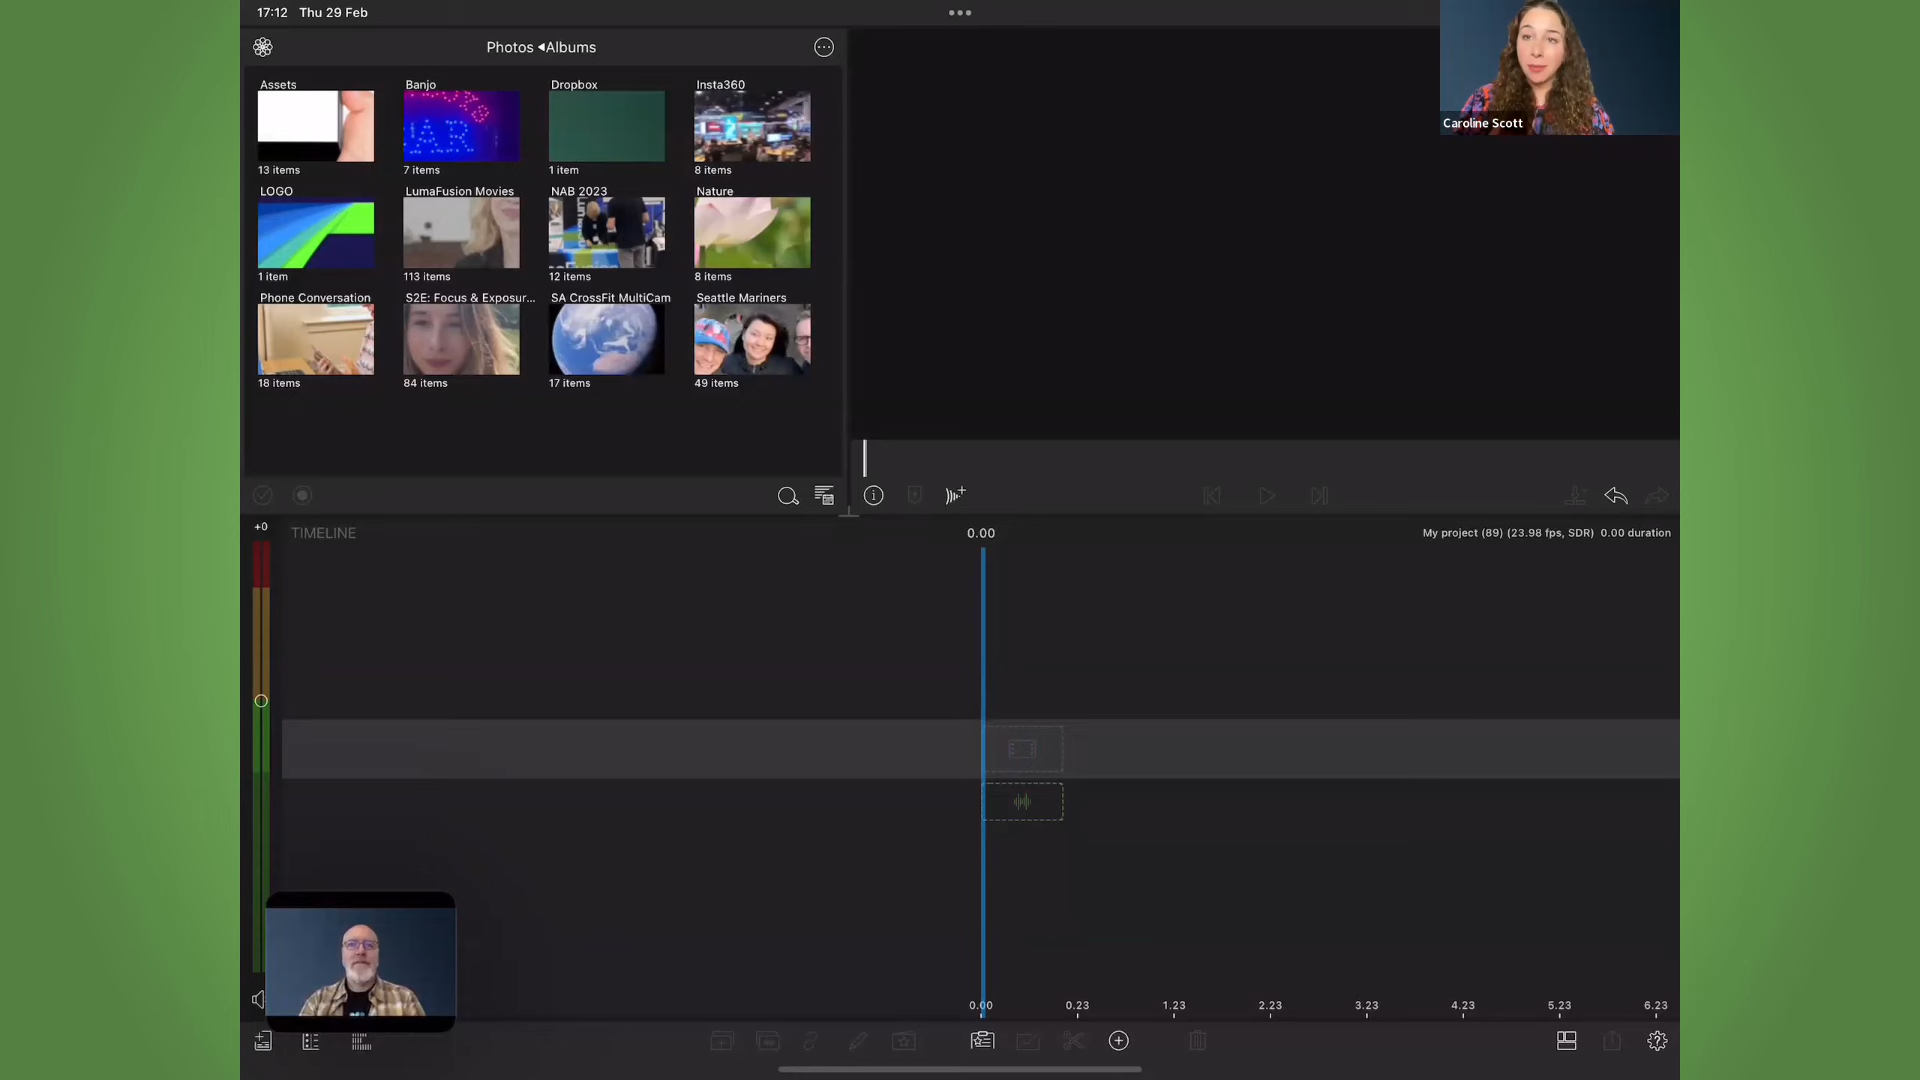 17:12 Thu 29 Feb
Photos ◂Albums
Assets
Banjo
Dropbox
Insta360
13 items
7 items
1 item
8 items
LOGO
LumaFusion Movies
NAB 2023
Nature
1 item
113 items
12 items
8 items
Phone Conversation
S2E: Focus & Exposur...
SA CrossFit MultiCam
Seattle Mariners
18 items
84 items
17 items
49 items
Caroline Scott
+0
TIMELINE
0.00
My project (89) (23.98 fps, SDR) 0.00 duration
0.00
0.23
1.23
2.23
3.23
4.23
5.23
6.23